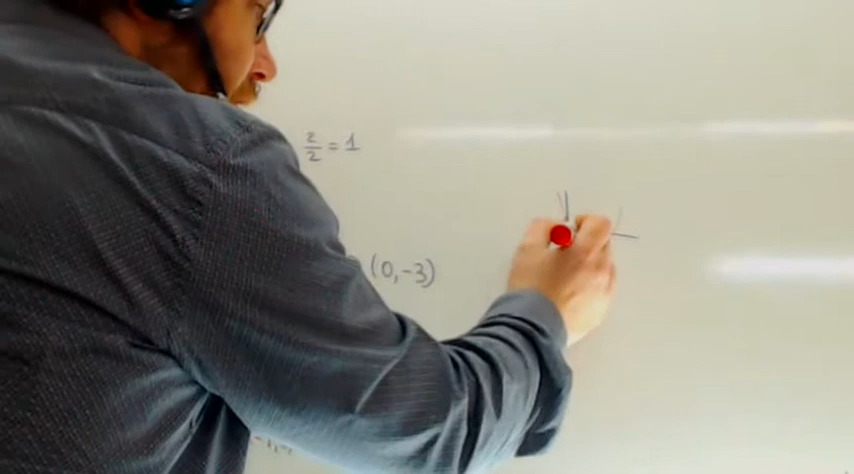 2/2 = 1
(0,-3)